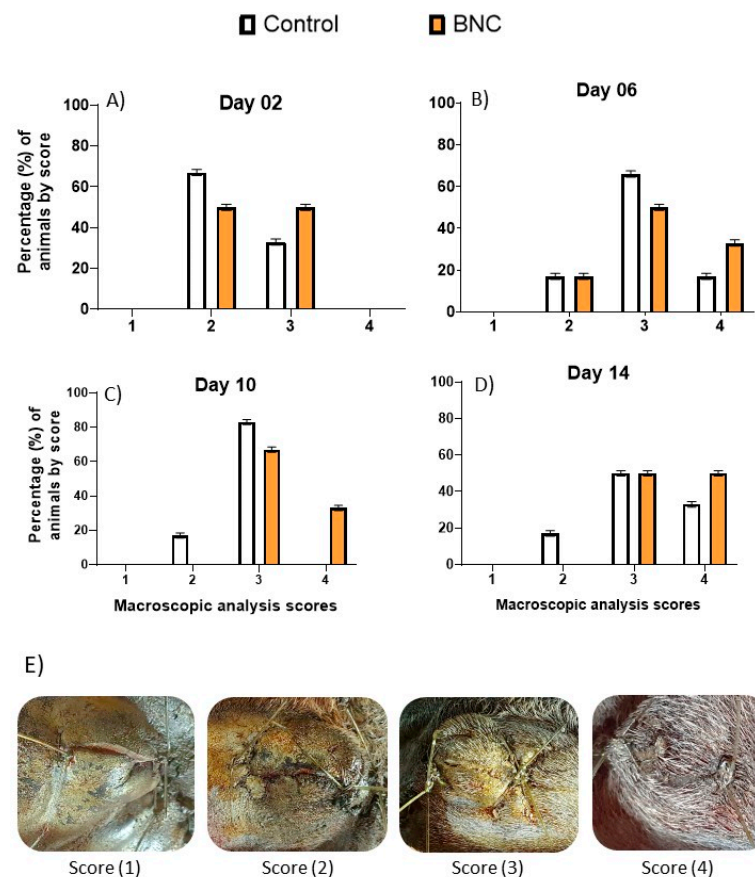 Control BNC
A) Day 02
Percentage (%) of
animals by score
100
80
60
40
20
0
1 2 3 4
B) Day 06
100
80
60
40
20
0
1 2 3 4
C) Day 10
Percentage (%) of
animals by score
100
80
60
40
20
0
1 2 3 4
Macroscopic analysis scores
D) Day 14
100
80
60
40
20
0
1 2 3 4
Macroscopic analysis scores
E)
Score (1) Score (2) Score (3) Score (4)